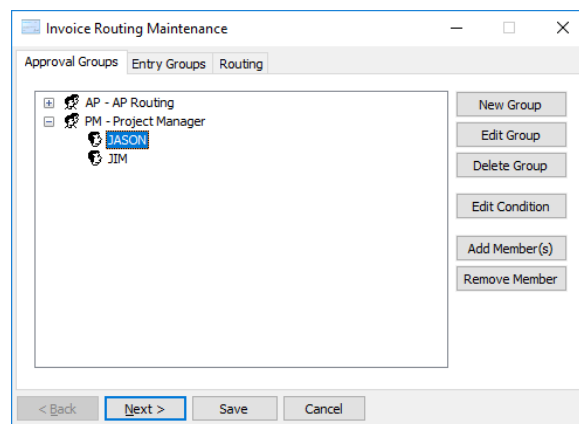 Invoice Routing Maintenance
Approval Groups Entry Groups Routing
AP - AP Routing
PM - Project Manager
JASON
JIM
New Group
Edit Group
Delete Group
Edit Condition
Add Member(s)
Remove Member
< Back Next > Save Cancel